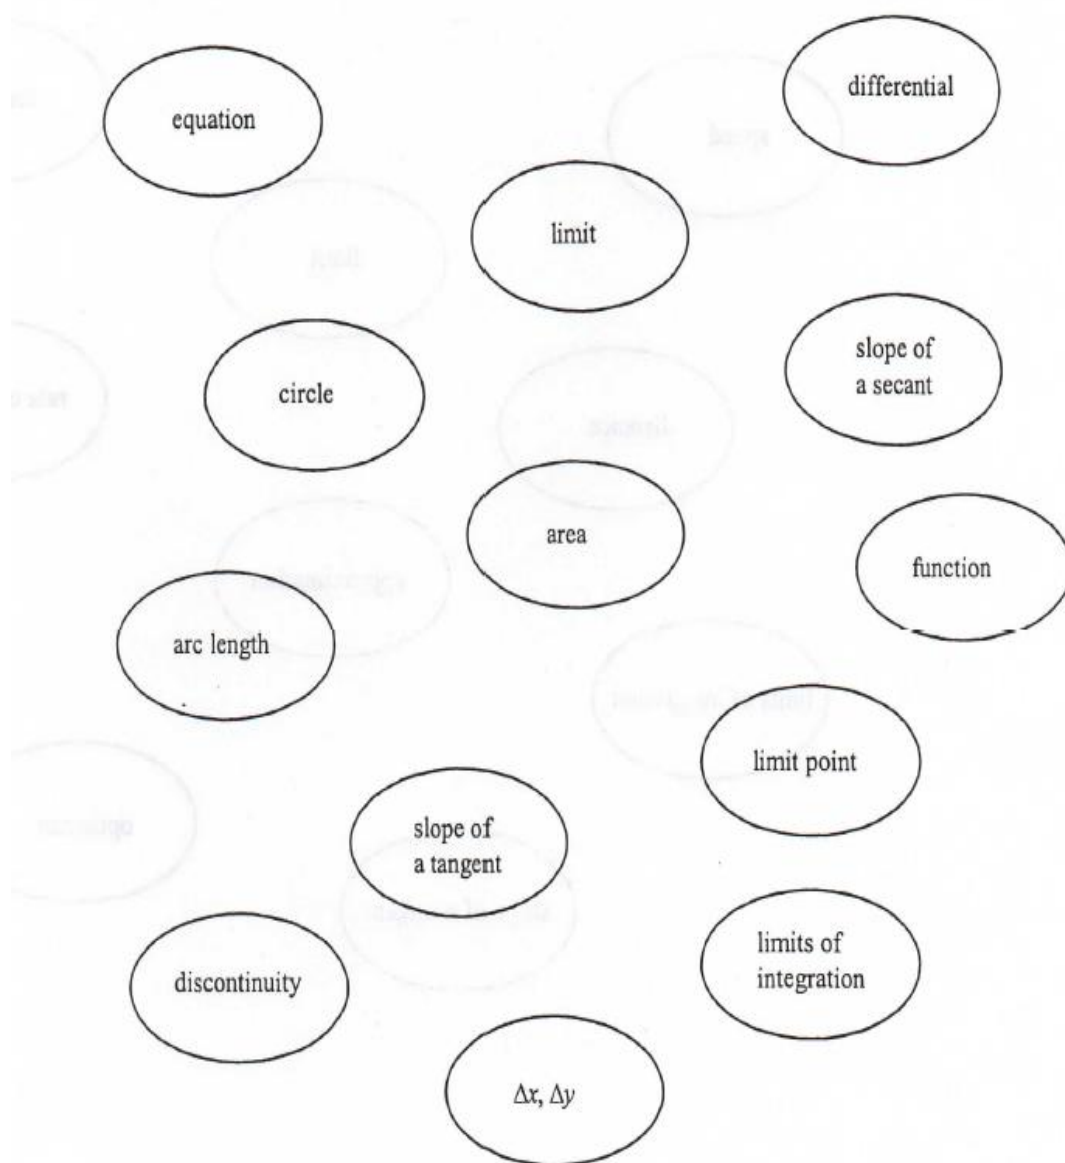 differential
equation
limit
slope of
a secant
circle
area
function
arc length
limit point
slope of
a tangent
limits of
integration
discontinuity
Δx, Δy